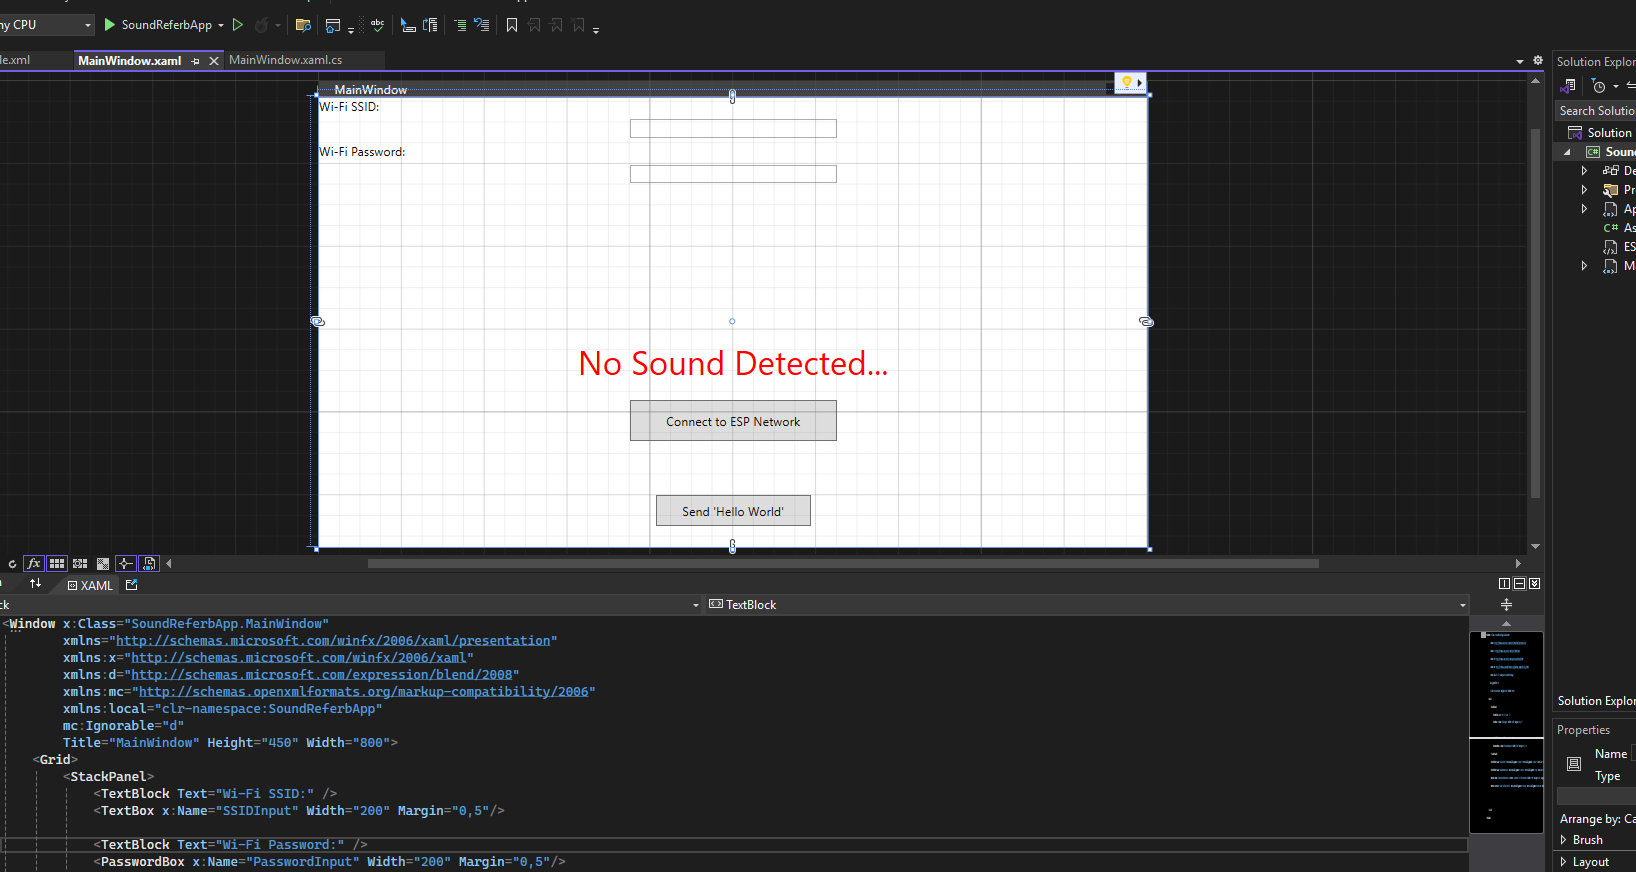 ny CPU
SoundReferbApp
abc
le.xml
MainWindow.xaml
MainWindow.xaml.cs
Solution Explor
Search Solutio
Solution
Soun
De
Pr
Ap
C# As
ES
M
MainWindow
Wi-Fi SSID:
Wi-Fi Password:
No Sound Detected...
Connect to ESP Network
Send 'Hello World'
fx
XAML
ck
TextBlock
<Window x:Class="SoundReferbApp.MainWindow"
xmlns="http://schemas.microsoft.com/winfx/2006/xaml/presentation"
xmlns:x="http://schemas.microsoft.com/winfx/2006/xaml"
xmlns:d="http://schemas.microsoft.com/expression/blend/2008"
xmlns:mc="http://schemas.openxmlformats.org/markup-compatibility/2006"
xmlns:local="clr-namespace:SoundReferbApp"
mc:Ignorable="d"
Title="MainWindow" Height="450" Width="800">
<Grid>
<StackPanel>
<TextBlock Text="Wi-Fi SSID:" />
<TextBox x:Name="SSIDInput" Width="200" Margin="0,5"/>
<TextBlock Text="Wi-Fi Password:" />
<PasswordBox x:Name="PasswordInput" Width="200" Margin="0,5"/>
Solution Explor
Properties
Name
Type
Arrange by: Ca
Brush
Layout